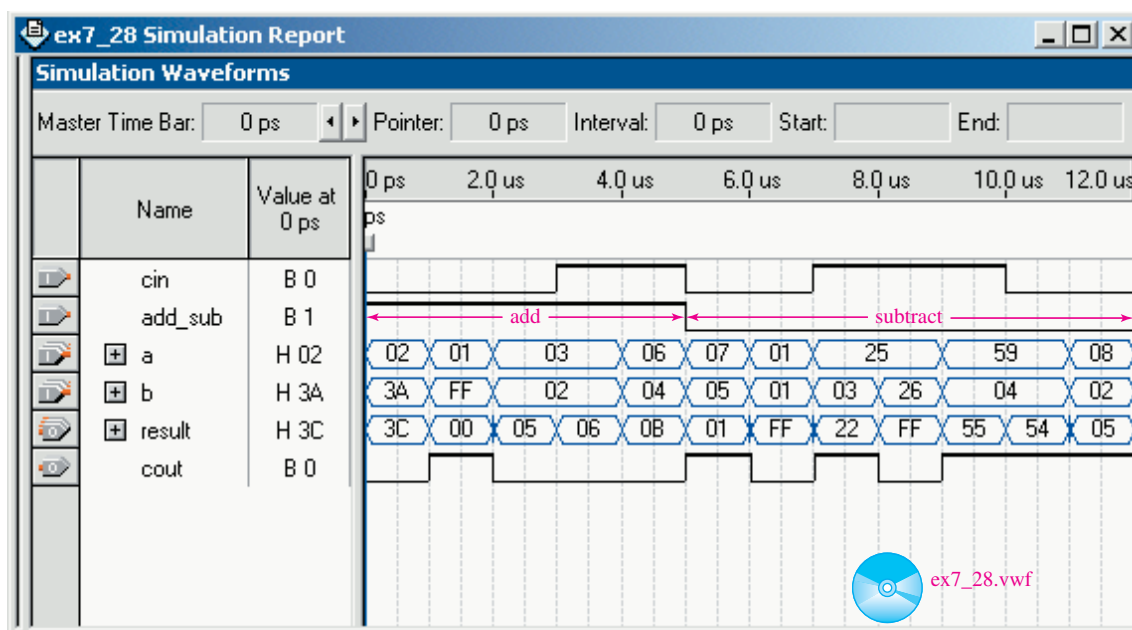 ex7_28 Simulation Report
Simulation Waveforms
Master Time Bar: 0 ps Pointer: 0 ps Interval: 0 ps Start: End:
Name Value at 0 ps 0 ps 2.0 us 4.0 us 6.0 us 8.0 us 10.0 us 12.0 us
ps
cin B 0
add_sub B 1 add subtract
a H 02 02 01 03 06 07 01 25 59 08
b H 3A 3A FF 02 04 05 01 03 26 04 02
result H 3C 3C 00 05 06 0B 01 FF 22 FF 55 54 05
cout B 0
ex7_28.vwf